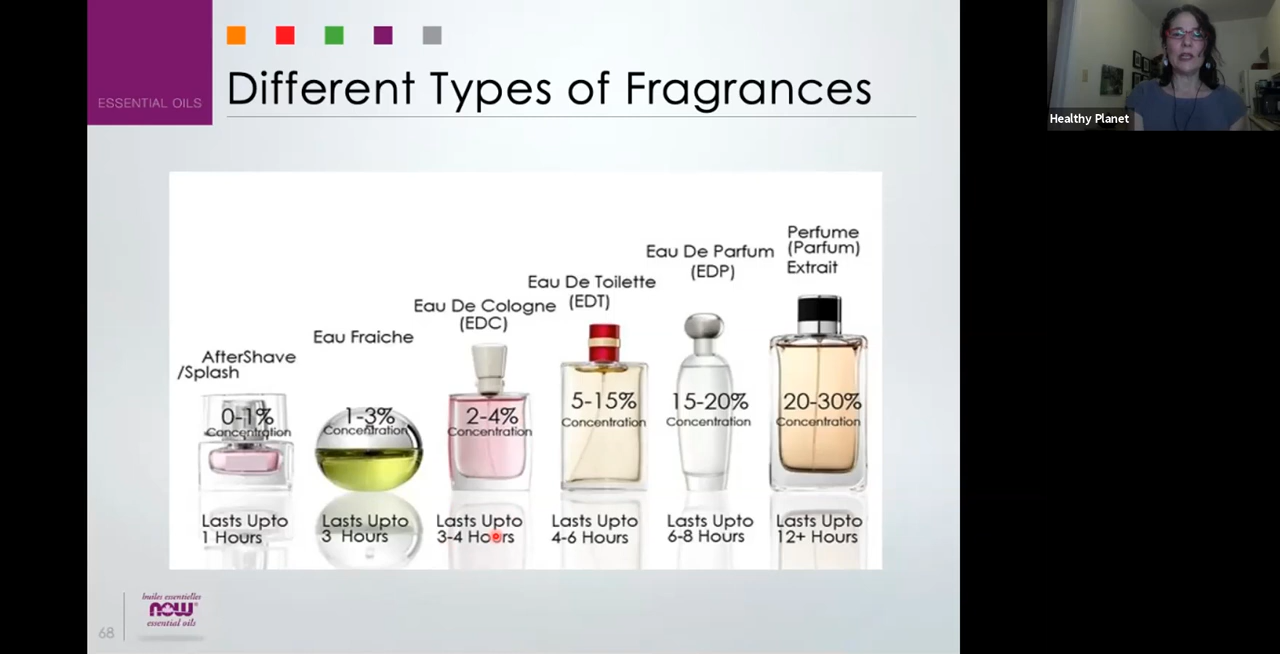 ESSENTIAL OILS
Different Types of Fragrances
Healthy Planet
AfterShave
/Splash
0-1%
Concentration
Lasts Upto
1 Hours
Eau Fraiche
1-3%
Concentration
Lasts Upto
3 Hours
Eau De Cologne
(EDC)
2-4%
Concentration
Lasts Upto
3-4 Hours
Eau De Toilette
(EDT)
5-15%
Concentration
Lasts Upto
4-6 Hours
Eau De Parfum
(EDP)
15-20%
Concentration
Lasts Upto
6-8 Hours
Perfume
(Parfum)
Extrait
20-30%
Concentration
Lasts Upto
12+ Hours
68
huiles essentielles
NOW®
essential oils